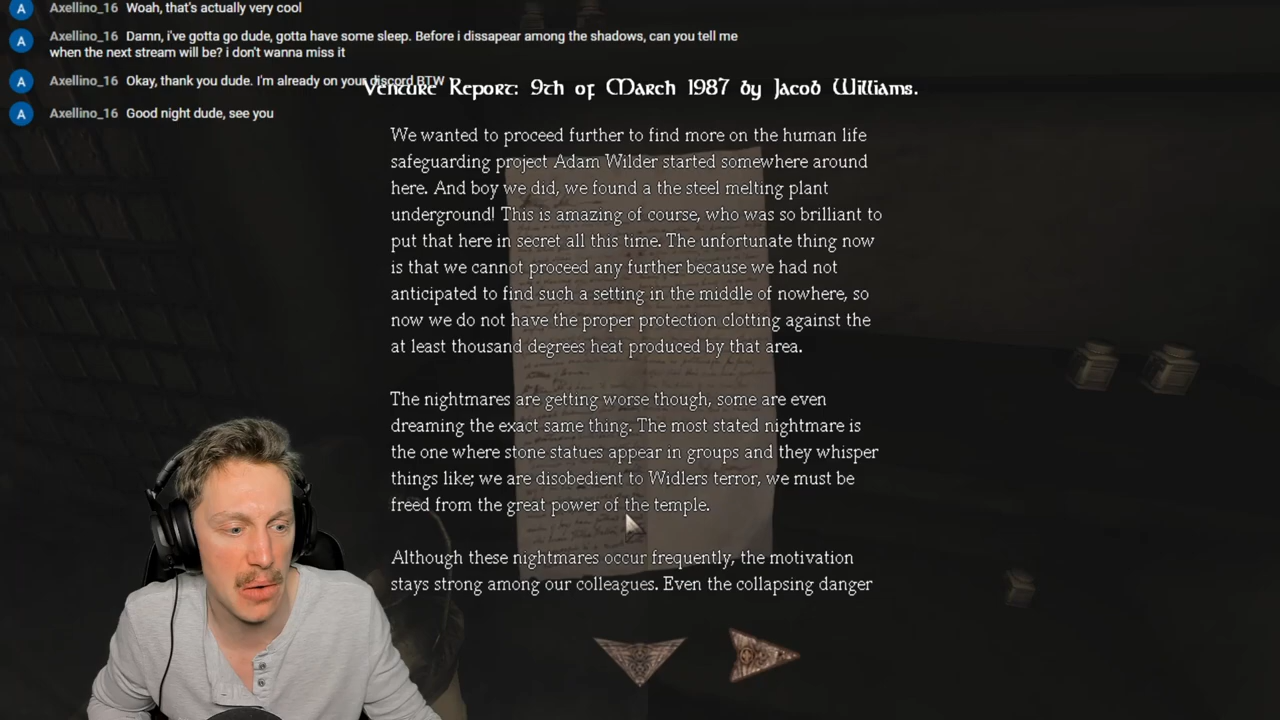 Axellino_16 Woah, that's actually very cool
Axellino_16 Damn, i've gotta go dude, gotta have some sleep. Before i dissapear among the shadows, can you tell me
when the next stream will be? i don't wanna miss it
Axellino_16 Okay, thank you dude. I'm already on your discord BTW
Axellino_16 Good night dude, see you
Venture Report: 9th of March 1987 by Jacob Williams.
We wanted to proceed further to find more on the human life
safeguarding project Adam Wilder started somewhere around
here. And boy we did, we found a the steel melting plant
underground! This is amazing of course, who was so brilliant to
put that here in secret all this time. The unfortunate thing now
is that we cannot proceed any further because we had not
anticipated to find such a setting in the middle of nowhere, so
now we do not have the proper protection clotting against the
at least thousand degrees heat produced by that area.
The nightmares are getting worse though, some are even
dreaming the exact same thing. The most stated nightmare is
the one where stone statues appear in groups and they whisper
things like; we are disobedient to Widlers terror, we must be
freed from the great power of the temple.
Although these nightmares occur frequently, the motivation
stays strong among our colleagues. Even the collapsing danger